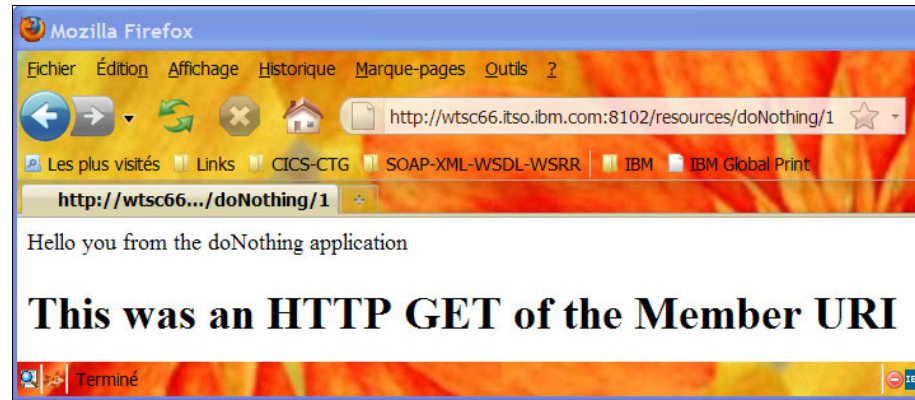 Mozilla Firefox
Fichier Édition Affichage Historique Marque-pages Outils ?
http://wtsc66.itso.ibm.com:8102/resources/doNothing/1
Les plus visités Links CICS-CTG SOAP-XML-WSDL-WSRR IBM IBM Global Print
http://wtsc66.../doNothing/1
Hello you from the doNothing application
This was an HTTP GET of the Member URI
Terminé